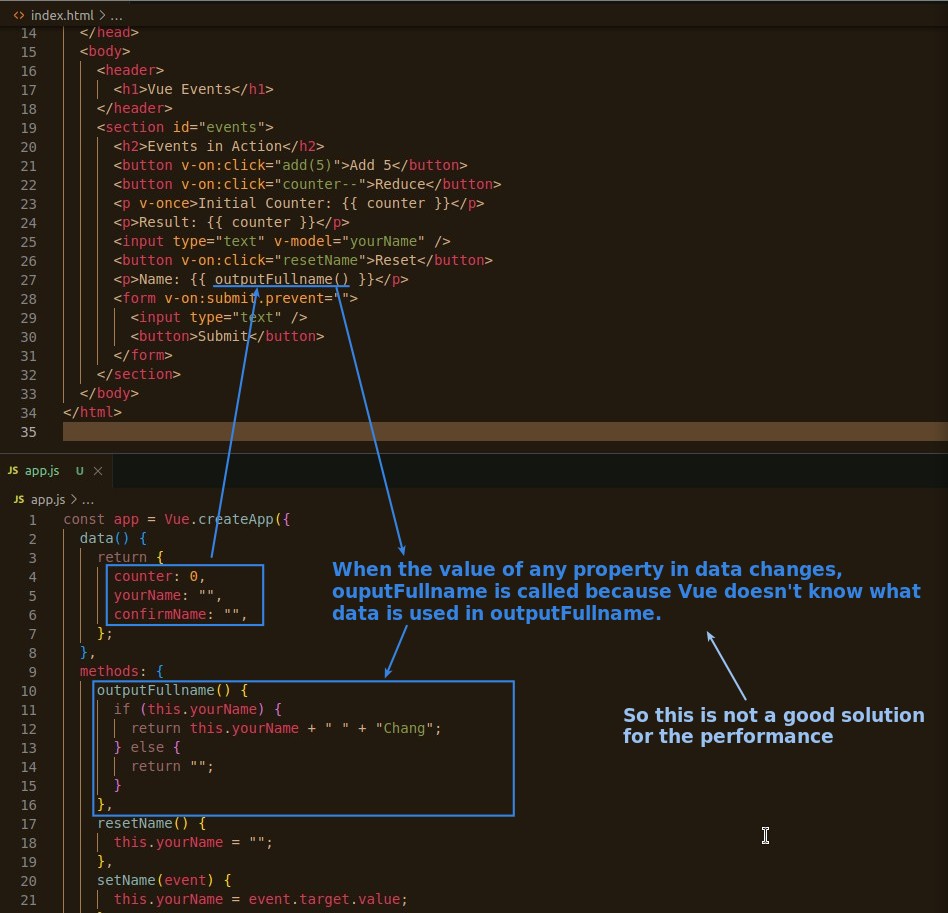 index.html > ...
14 </head>
15 <body>
16 <header>
17 <h1>Vue Events</h1>
18 </header>
19 <section id="events">
20 <h2>Events in Action</h2>
21 <button v-on:click="add(5)">Add 5</button>
22 <button v-on:click="counter--">Reduce</button>
23 <p v-once>Initial Counter: {{ counter }}</p>
24 <p>Result: {{ counter }}</p>
25 <input type="text" v-model="yourName" />
26 <button v-on:click="resetName">Reset</button>
27 <p>Name: {{ outputFullname() }}</p>
28 <form v-on:submit.prevent="">
29 <input type="text" />
30 <button>Submit</button>
31 </form>
32 </section>
33 </body>
34 </html>
35
JS app.js U ×
JS app.js > ...
1 const app = Vue.createApp({
2 data() {
3 return {
4 counter: 0,
5 yourName: "",
6 confirmName: "",
7 };
8 },
9 methods: {
10 outputFullname() {
11 if (this.yourName) {
12 return this.yourName + " " + "Chang";
13 } else {
14 return "";
15 }
16 },
17 resetName() {
18 this.yourName = "";
19 },
20 setName(event) {
21 this.yourName = event.target.value;
When the value of any property in data changes,
ouputFullname is called because Vue doesn't know what
data is used in outputFullname.
So this is not a good solution
for the performance